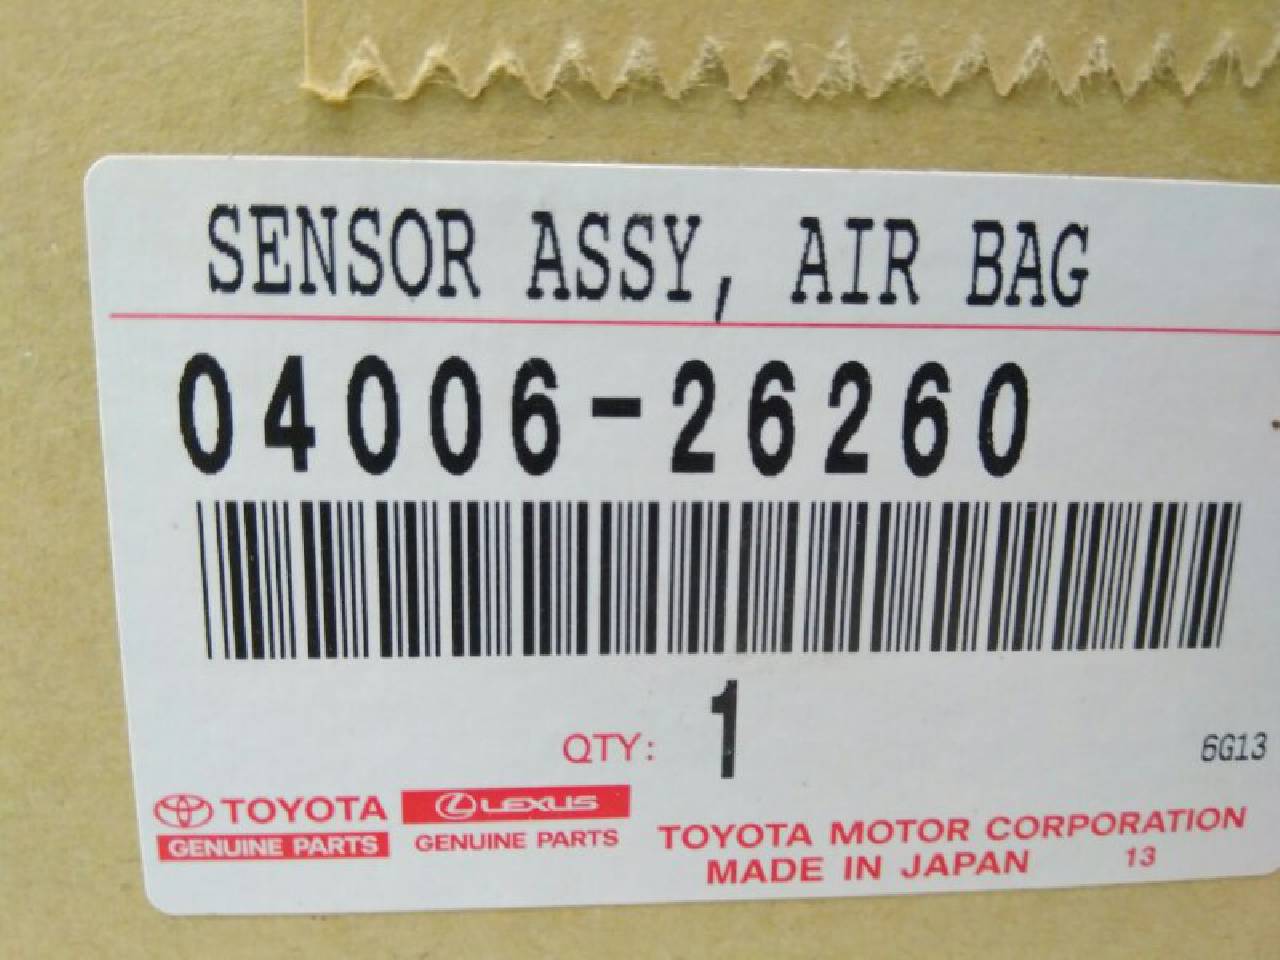 SENSOR ASSY, AIR BAG
04006-26260
QTY: 1
6G13
TOYOTA
GENUINE PARTS
LEXUS
GENUINE PARTS
TOYOTA MOTOR CORPORATION
MADE IN JAPAN 13